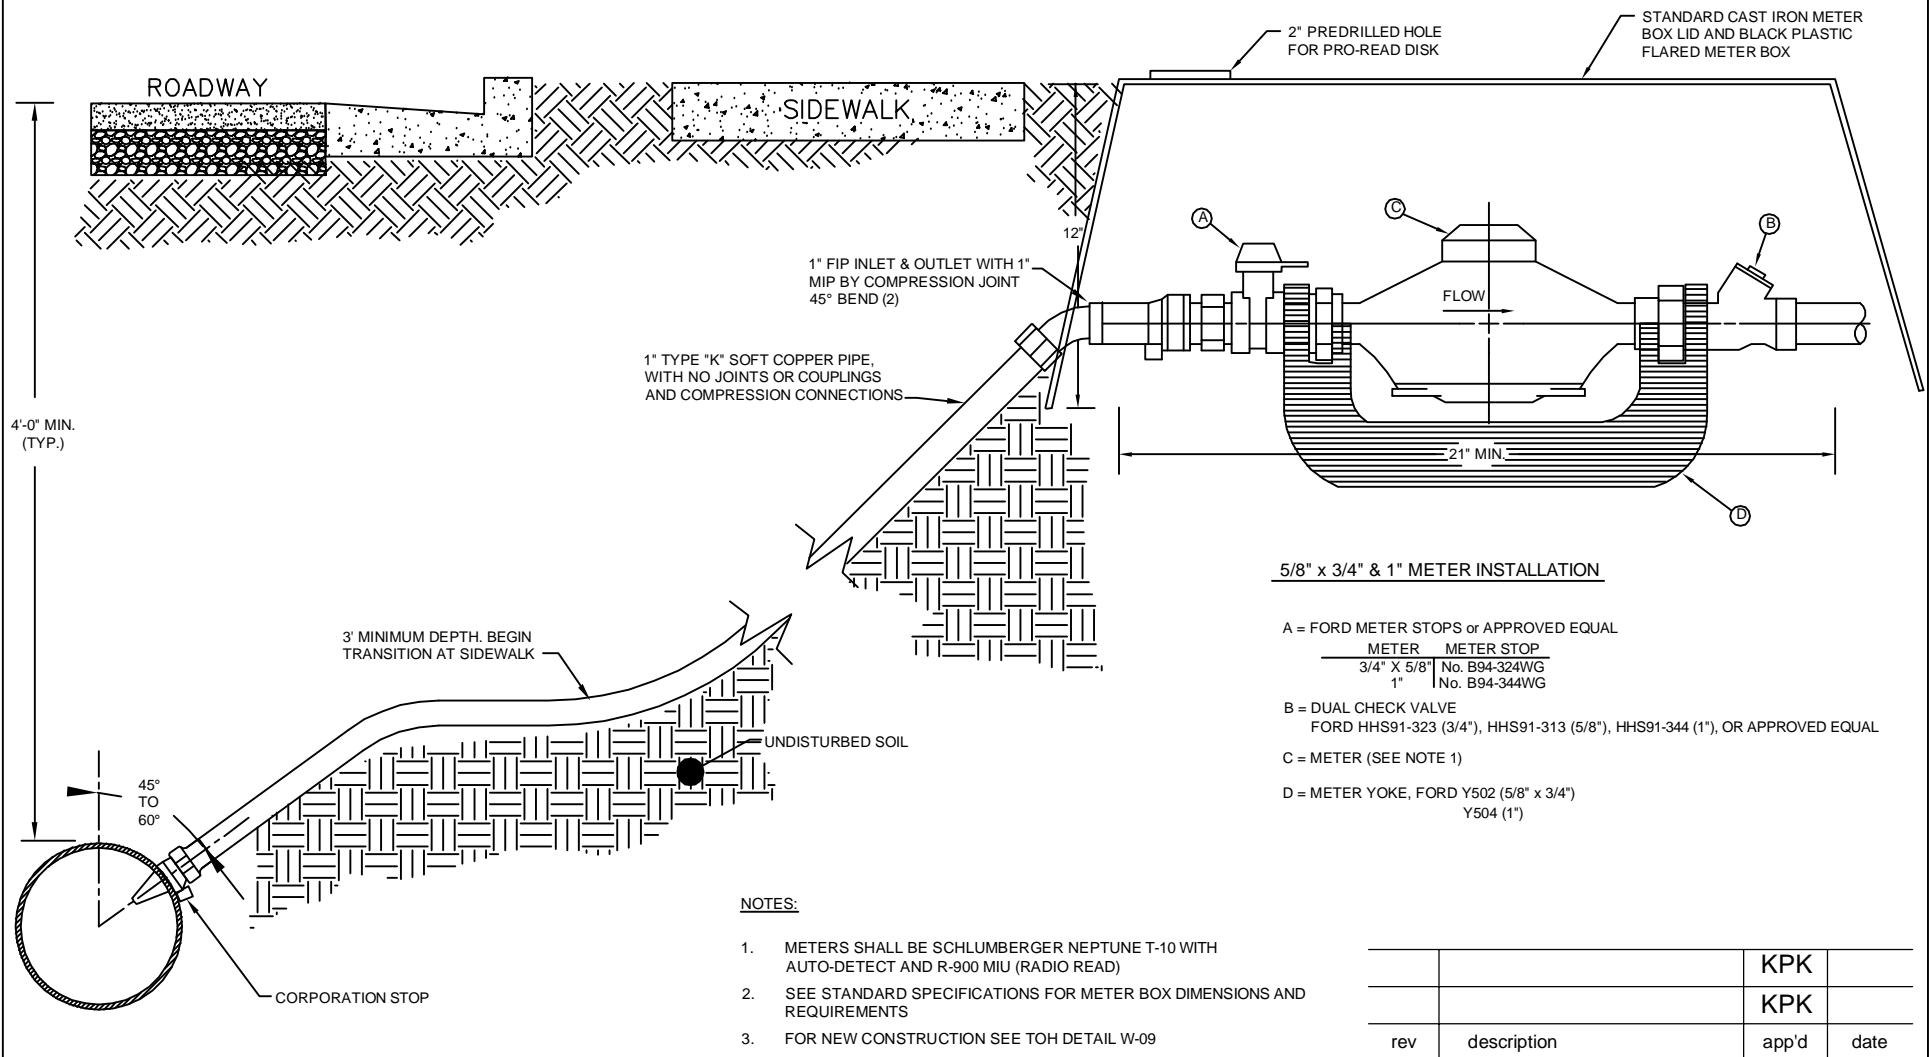 2" PREDRILLED HOLE
FOR PRO-READ DISK
STANDARD CAST IRON METER
BOX LID AND BLACK PLASTIC
FLARED METER BOX
ROADWAY
SIDEWALK
A
C
B
12"
1" FIP INLET & OUTLET WITH 1"
MIP BY COMPRESSION JOINT
45° BEND (2)
FLOW
1" TYPE "K" SOFT COPPER PIPE,
WITH NO JOINTS OR COUPLINGS
AND COMPRESSION CONNECTIONS
4'-0" MIN.
(TYP.)
21" MIN.
D
5/8" x 3/4" & 1" METER INSTALLATION
A = FORD METER STOPS or APPROVED EQUAL
METER METER STOP
3/4" X 5/8" No. B94-324WG
1" No. B94-344WG
B = DUAL CHECK VALVE
FORD HHS91-323 (3/4"), HHS91-313 (5/8"), HHS91-344 (1"), OR APPROVED EQUAL
C = METER (SEE NOTE 1)
D = METER YOKE, FORD Y502 (5/8" x 3/4")
Y504 (1")
3' MINIMUM DEPTH. BEGIN
TRANSITION AT SIDEWALK
UNDISTURBED SOIL
45°
TO
60°
CORPORATION STOP
NOTES:
1. METERS SHALL BE SCHLUMBERGER NEPTUNE T-10 WITH
AUTO-DETECT AND R-900 MIU (RADIO READ)
2. SEE STANDARD SPECIFICATIONS FOR METER BOX DIMENSIONS AND
REQUIREMENTS
3. FOR NEW CONSTRUCTION SEE TOH DETAIL W-09
KPK
KPK
rev description app'd date